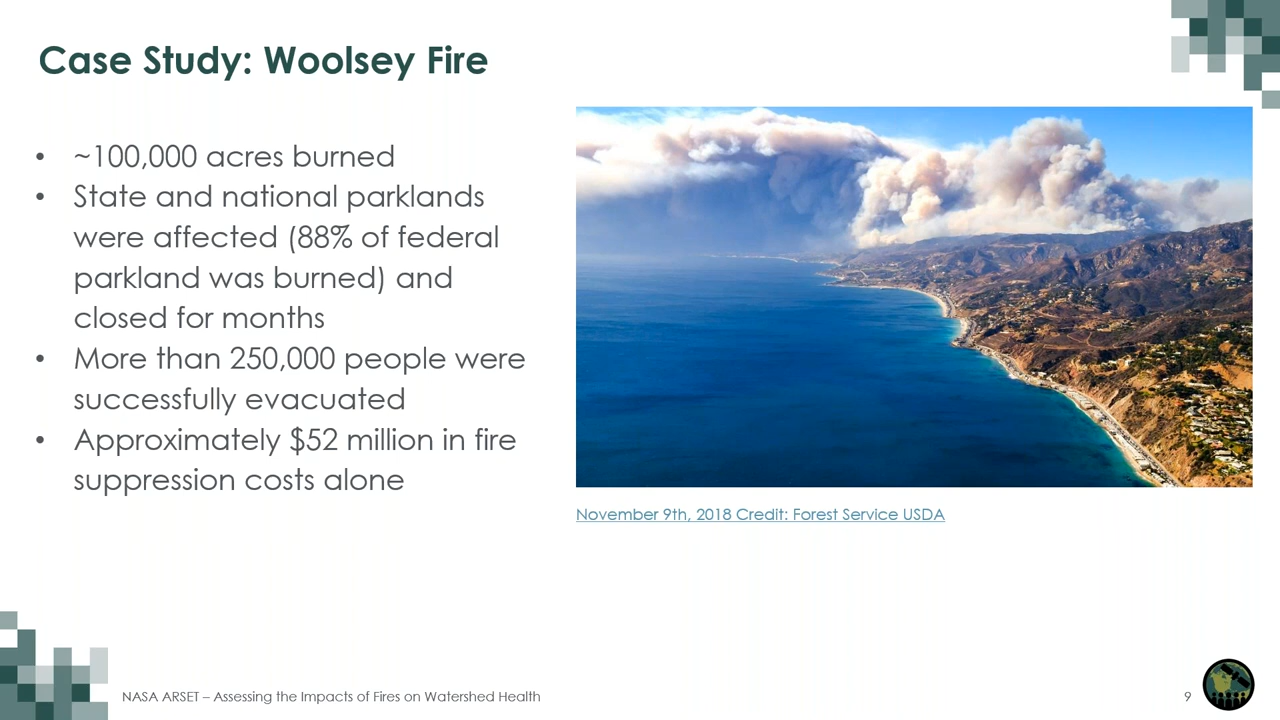 Case Study: Woolsey Fire
• ~100,000 acres burned
• State and national parklands
were affected (88% of federal
parkland was burned) and
closed for months
• More than 250,000 people were
successfully evacuated
• Approximately $52 million in fire
suppression costs alone
November 9th, 2018 Credit: Forest Service USDA
NASA ARSET – Assessing the Impacts of Fires on Watershed Health
9